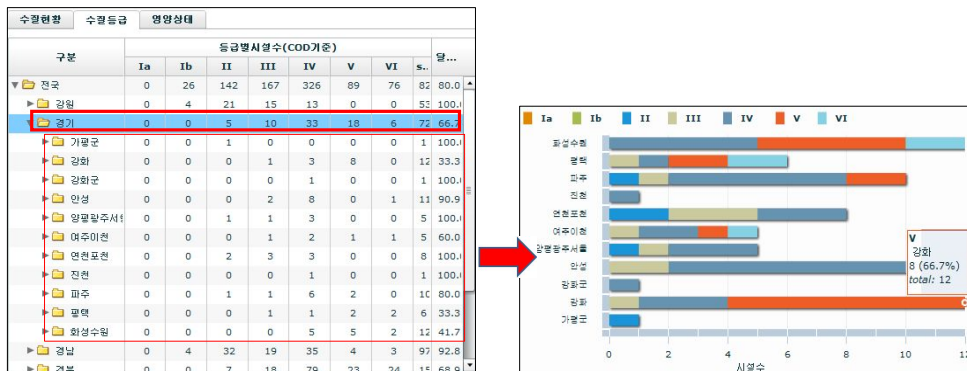 수질현황 수질등급 영양상태
구분 등급별시설수(COD기준) 달...
Ia Ib II III IV V VI s..
전국 0 26 142 167 326 89 76 82 80.0
강원 0 4 21 15 13 0 0 53 100.
경기 0 0 5 10 33 18 6 72 66.7
가평군 0 0 1 0 0 0 0 1 100.
강화 0 0 0 1 3 8 0 12 33.3
강화군 0 0 0 0 1 0 0 1 100.
안성 0 0 0 2 8 0 1 11 90.9
양평광주서 0 0 1 1 3 0 0 5 100.
여주이천 0 0 0 1 2 1 1 5 60.0
연천포천 0 0 2 3 3 0 0 8 100.
진천 0 0 0 0 1 0 0 1 100.
파주 0 0 1 1 6 2 0 10 80.0
평택 0 0 0 1 1 2 2 6 33.3
화성수원 0 0 0 0 5 5 2 12 41.7
경남 0 4 32 19 35 4 3 97 92.8
경북 0 0 7 18 79 23 24 15 68.9
Ia Ib II III IV V VI
화성수원
평택
파주
진천
연천포천
여주이천
양평광주서울
안성
강화군
강화
가평군
V
강화
8 (66.7%)
total: 12
0 2 4 6 8 10 12
시설수